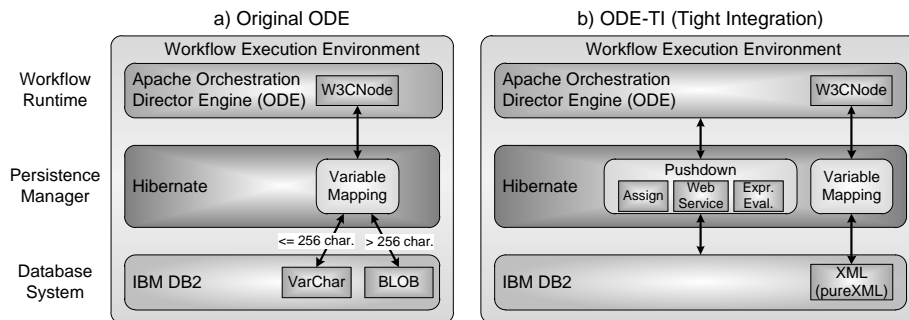 a) Original ODE
b) ODE-TI (Tight Integration)
Workflow Execution Environment
Workflow Execution Environment
Workflow
Runtime
Apache Orchestration
Director Engine (ODE)
W3CNode
Apache Orchestration
Director Engine (ODE)
W3CNode
Persistence
Manager
Hibernate
Variable
Mapping
Hibernate
Pushdown
Assign
Web
Service
Expr.
Eval.
Variable
Mapping
<= 256 char.
> 256 char.
Database
System
IBM DB2
VarChar
BLOB
IBM DB2
XML
(pureXML)